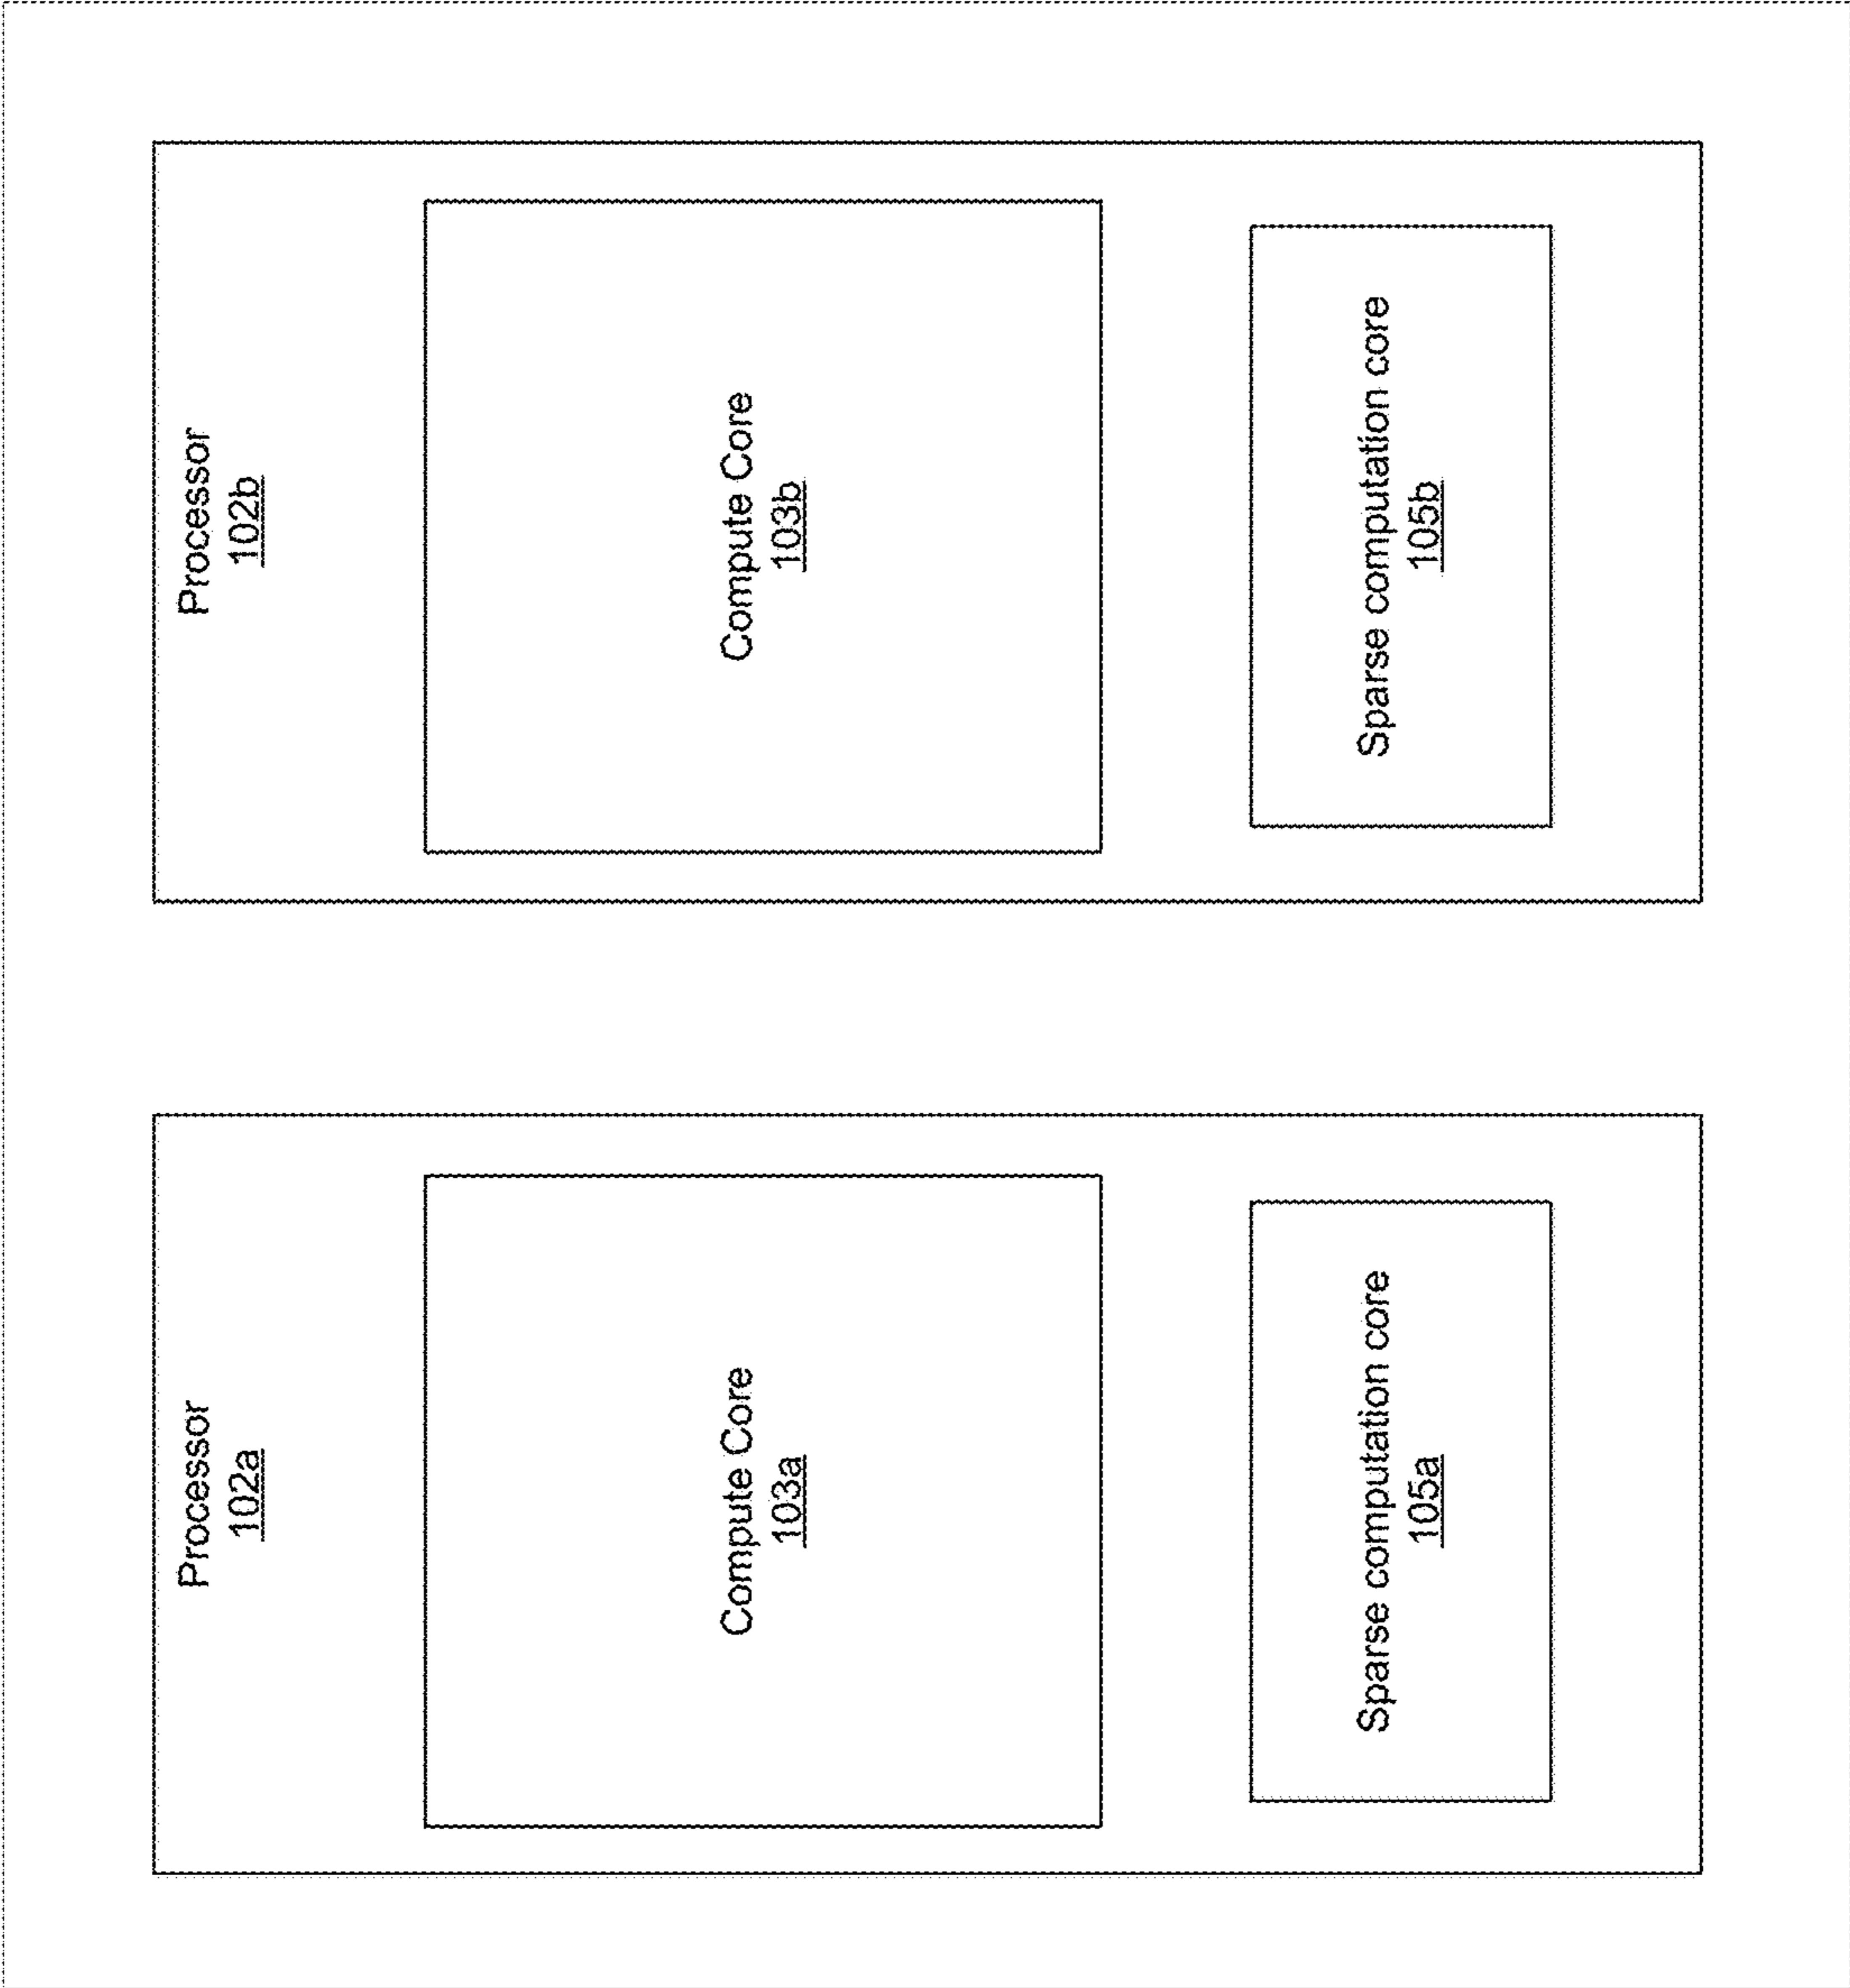 Processor
102a
Compute Core
103a
Sparse computation core
105a
Processor
102b
Compute Core
103b
Sparse computation core
105b